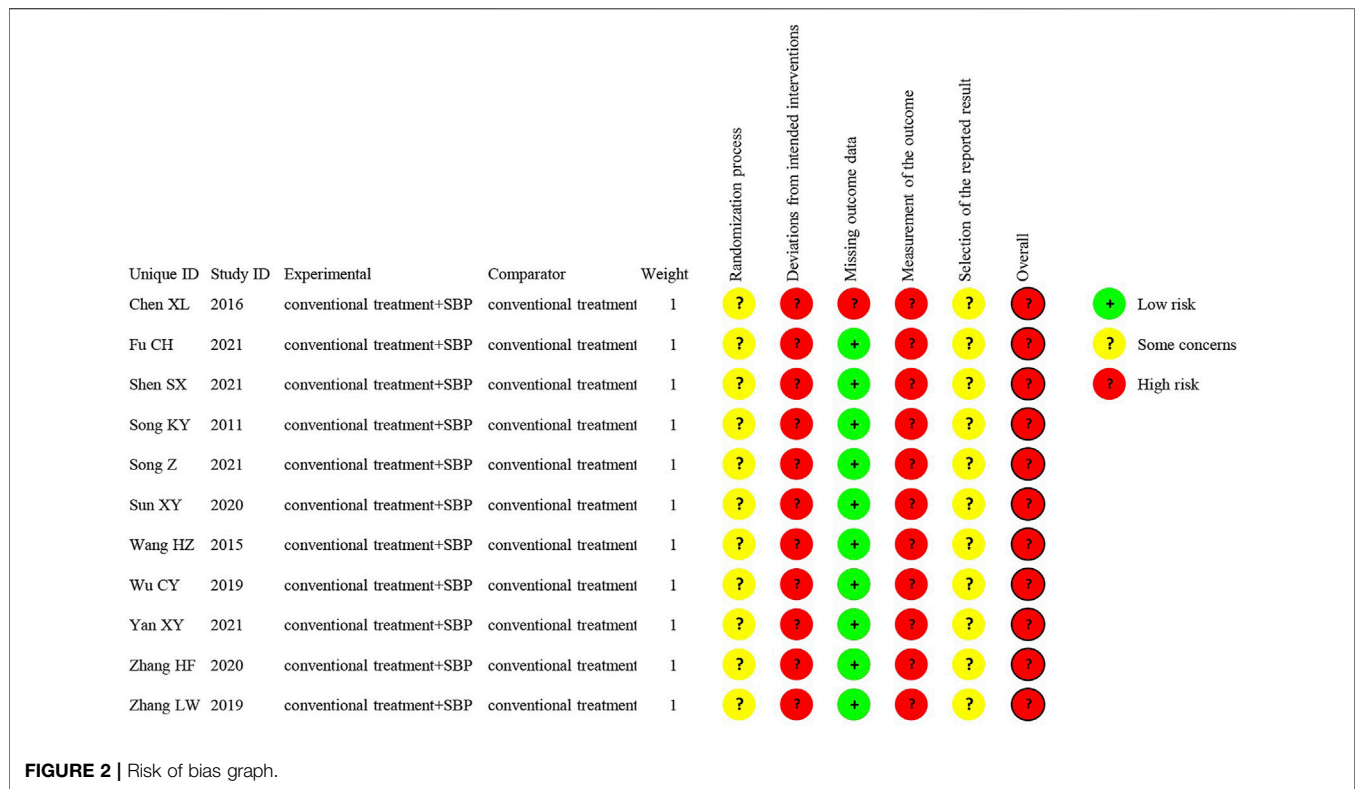 Randomization process
Deviations from intended interventions
Missing outcome data
Measurement of the outcome
Selection of the reported result
Overall
Unique ID Study ID Experimental Comparator Weight
Chen XL 2016 conventional treatment+SBP conventional treatment 1 ? ? ? ? ? ? + Low risk
Fu CH 2021 conventional treatment+SBP conventional treatment 1 ? ? + ? ? ? ? Some concerns
Shen SX 2021 conventional treatment+SBP conventional treatment 1 ? ? + ? ? ? ? High risk
Song KY 2011 conventional treatment+SBP conventional treatment 1 ? ? + ? ? ?
Song Z 2021 conventional treatment+SBP conventional treatment 1 ? ? + ? ? ?
Sun XY 2020 conventional treatment+SBP conventional treatment 1 ? ? + ? ? ?
Wang HZ 2015 conventional treatment+SBP conventional treatment 1 ? ? + ? ? ?
Wu CY 2019 conventional treatment+SBP conventional treatment 1 ? ? + ? ? ?
Yan XY 2021 conventional treatment+SBP conventional treatment 1 ? ? + ? ? ?
Zhang HF 2020 conventional treatment+SBP conventional treatment 1 ? ? + ? ? ?
Zhang LW 2019 conventional treatment+SBP conventional treatment 1 ? ? + ? ? ?
FIGURE 2 | Risk of bias graph.